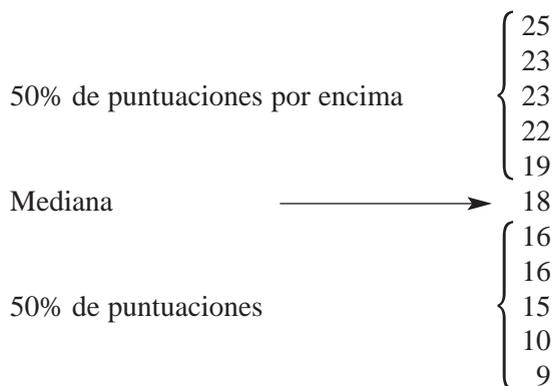 25
23
50% de puntuaciones por encima 23
22
19
Mediana 18
16
16
50% de puntuaciones 15
10
9